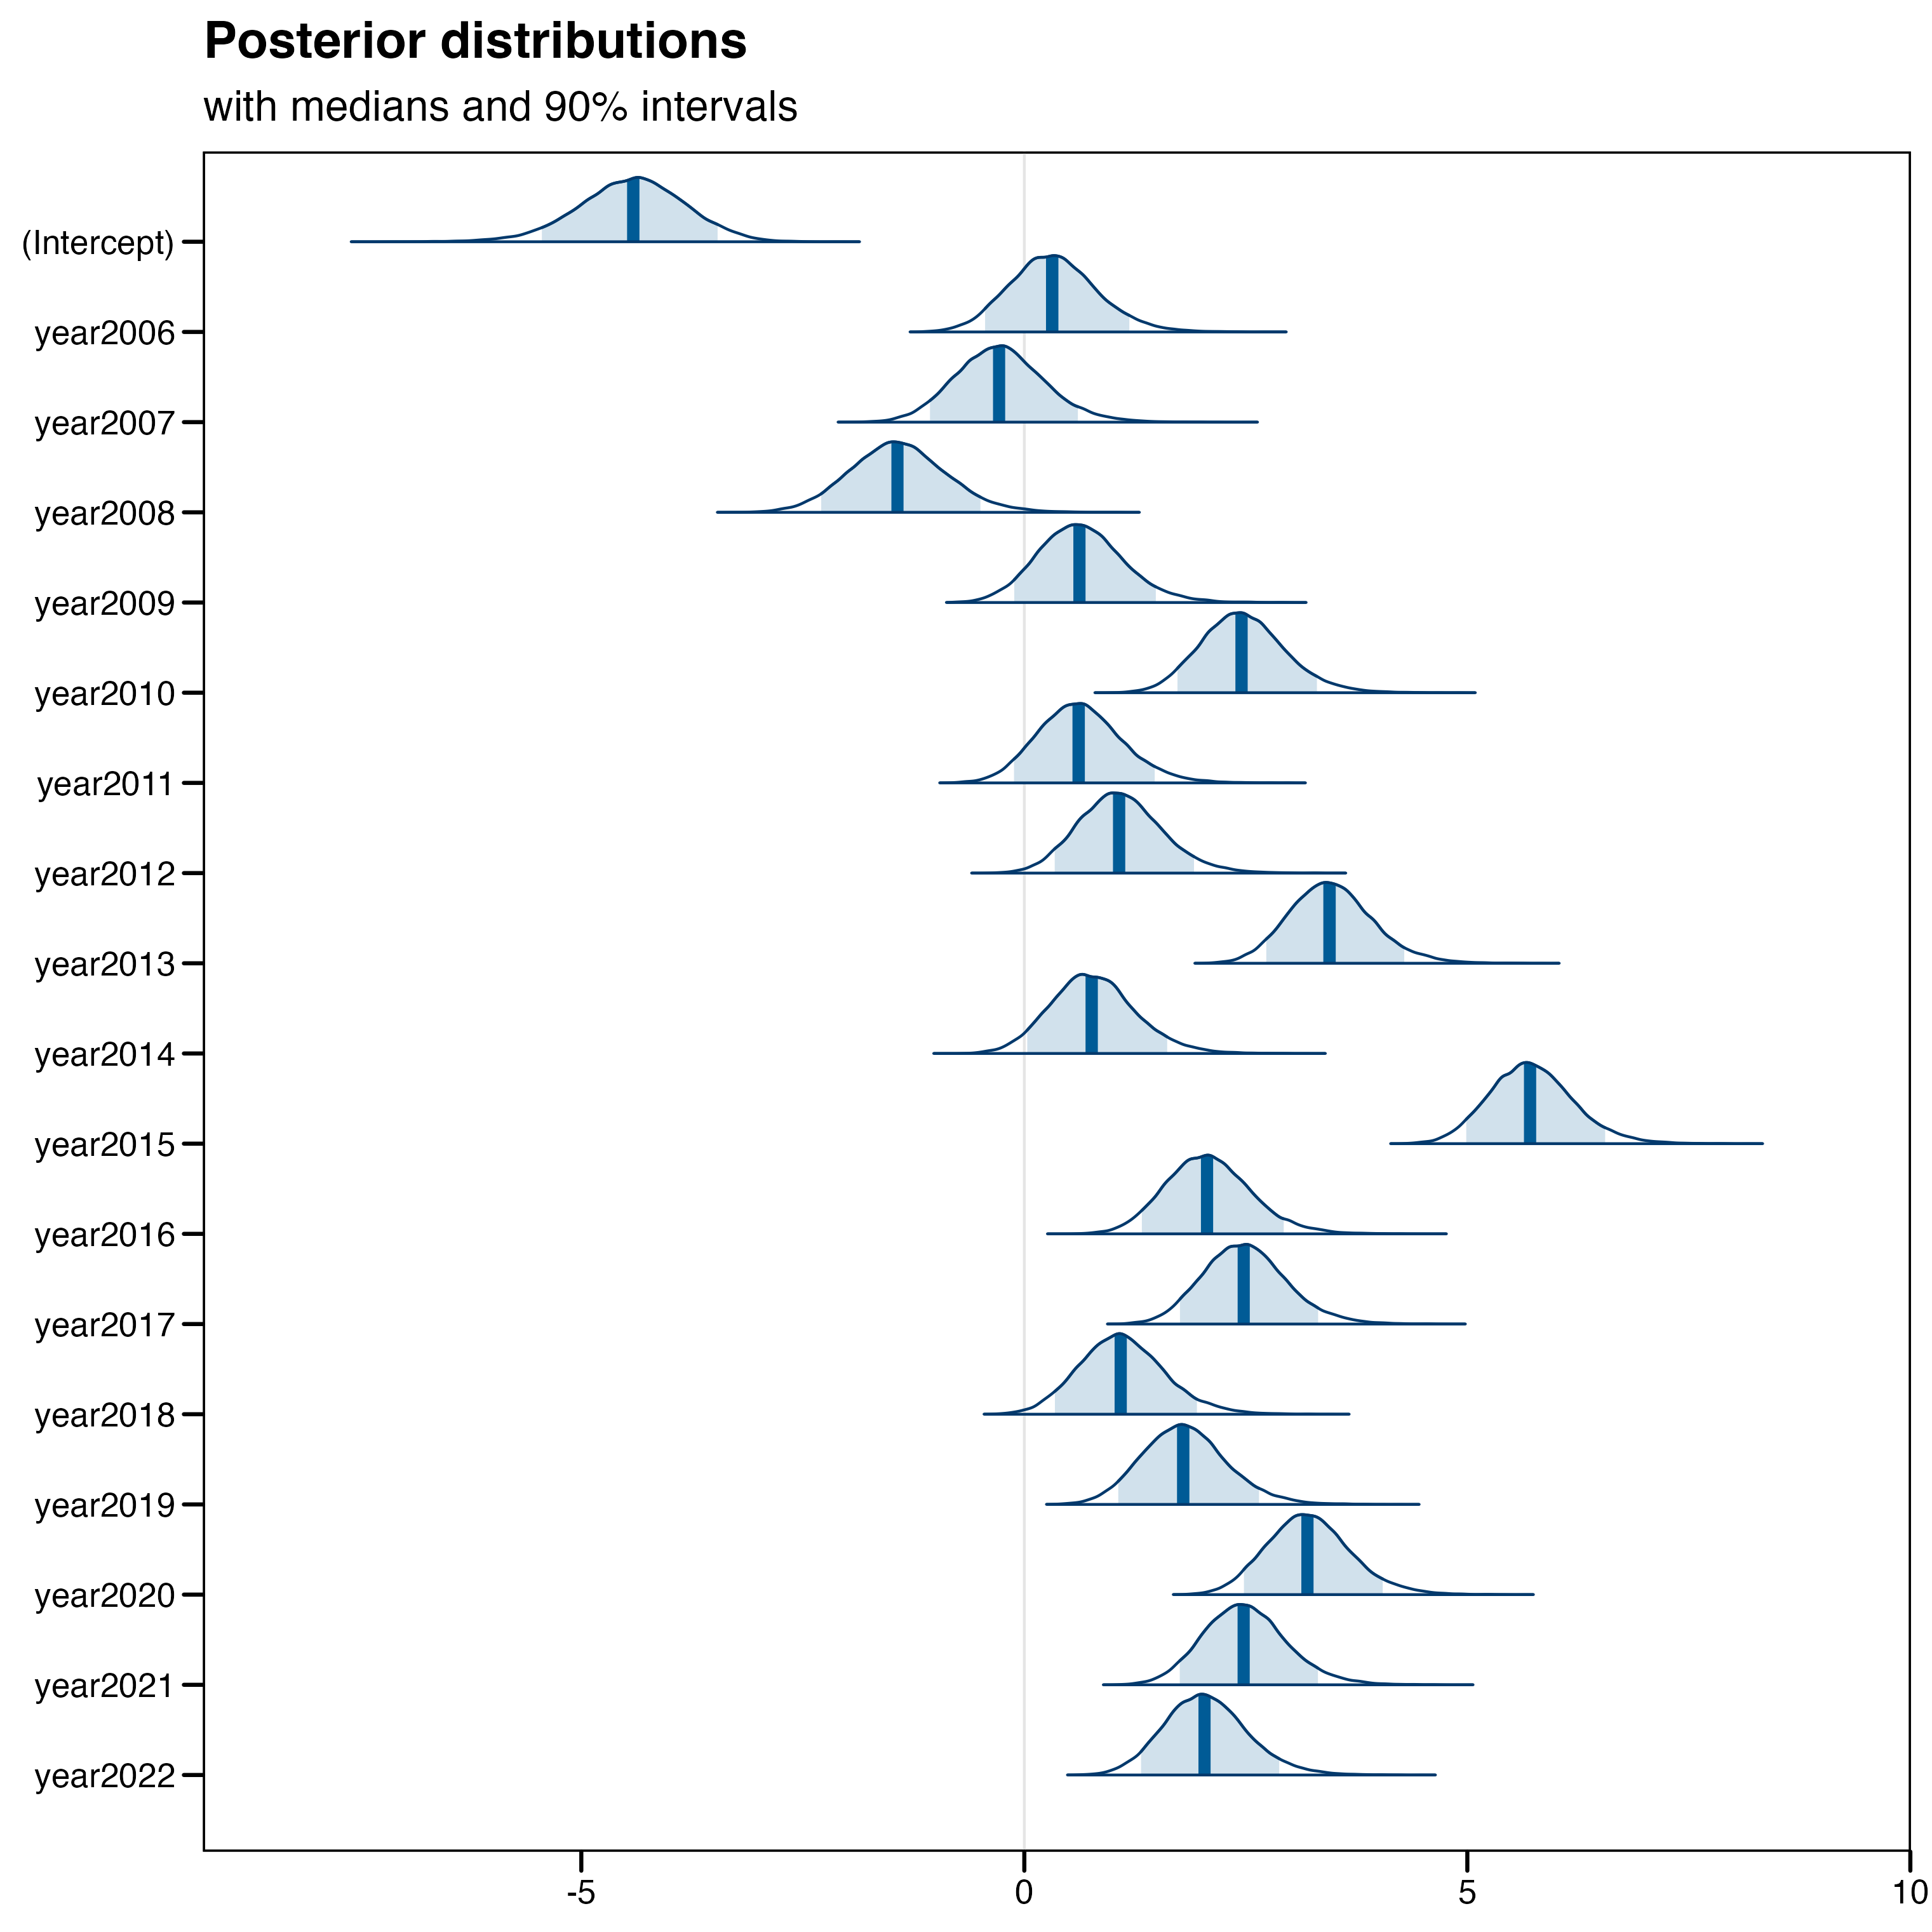 Posterior distributions
with medians and 90% intervals
(Intercept)
year2006
year2007
year2008
year2009
year2010
year2011
year2012
year2013
year2014
year2015
year2016
year2017
year2018
year2019
year2020
year2021
year2022
-5 0 5 10